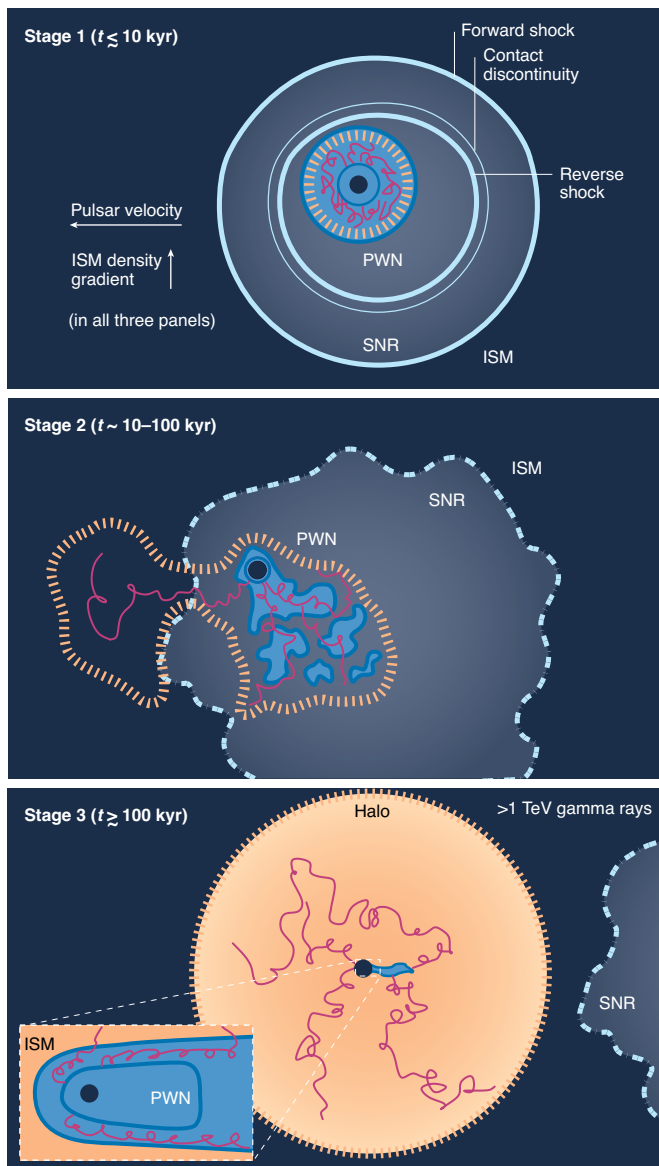 Stage 1 (t ≲ 10 kyr)
Forward shock
Contact
discontinuity
Reverse
shock
Pulsar velocity
ISM density
gradient
(in all three panels)
PWN
SNR
ISM
Stage 2 (t ~ 10–100 kyr)
ISM
SNR
PWN
Stage 3 (t ≳ 100 kyr)
Halo
>1 TeV gamma rays
SNR
ISM
PWN